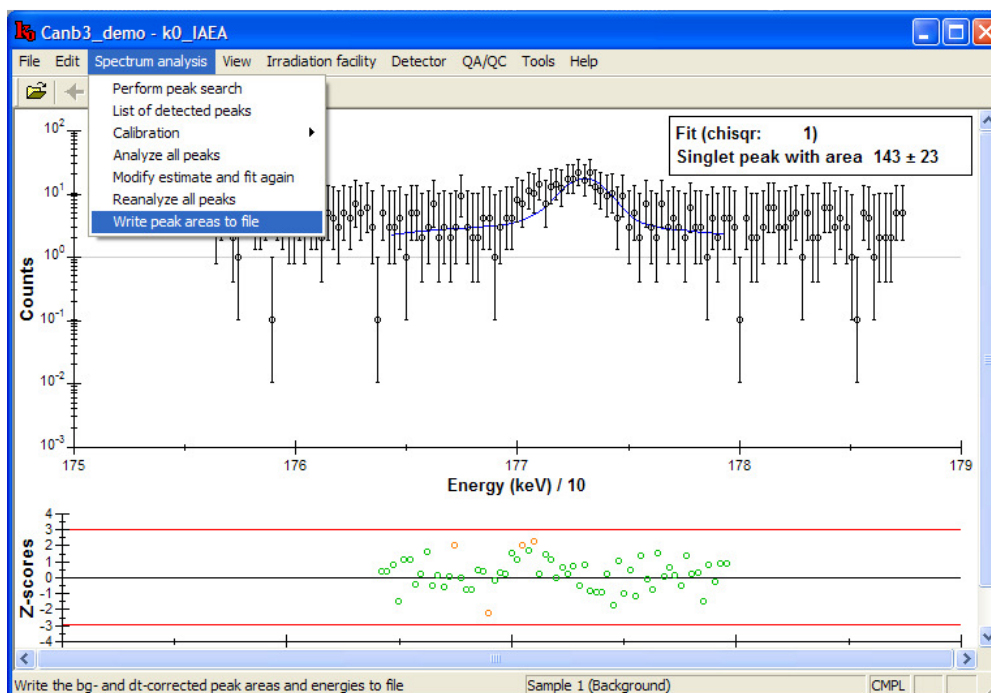 k0 Canb3_demo - k0_IAEA
File Edit Spectrum analysis View Irradiation facility Detector QA/QC Tools Help
Perform peak search
List of detected peaks
Calibration
Analyze all peaks
Modify estimate and fit again
Reanalyze all peaks
Write peak areas to file
Fit (chisqr: 1)
Singlet peak with area 143 ± 23
Counts
10^2
10^1
10^0
10^-1
10^-2
10^-3
175 176 177 178 179
Energy (keV) / 10
Z-scores
4
3
2
1
0
-1
-2
-3
-4
Write the bg- and dt-corrected peak areas and energies to file Sample 1 (Background) CMPL